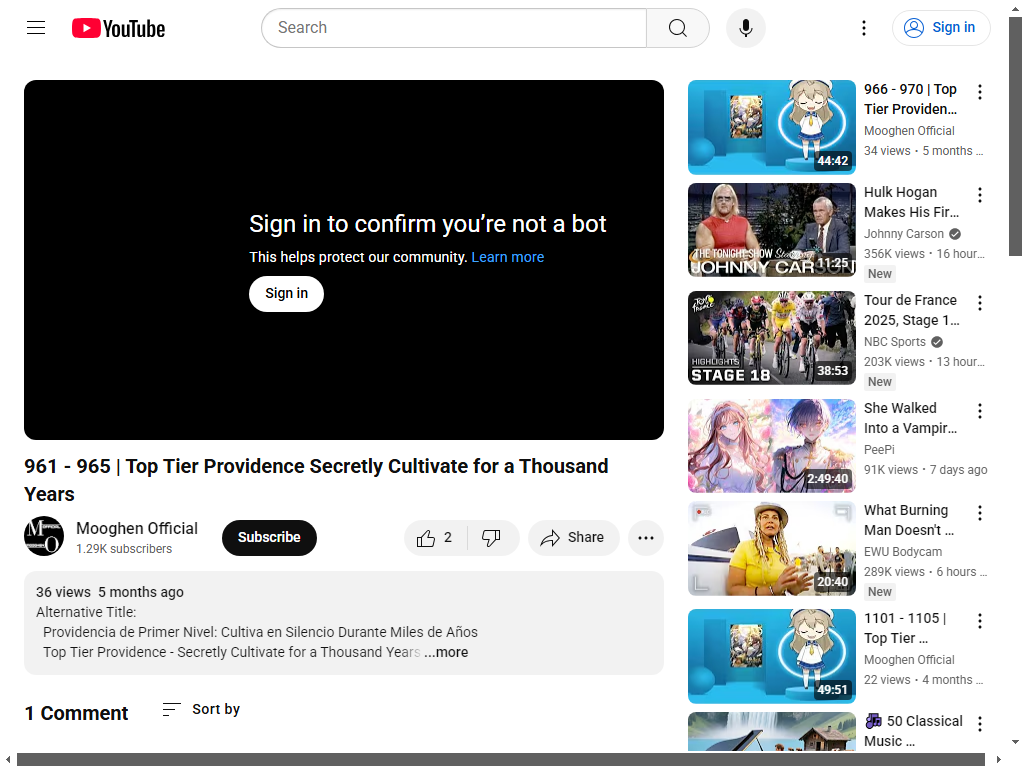 YouTube
Search
Sign in
Sign in to confirm you’re not a bot
This helps protect our community. Learn more
Sign in
961 - 965 | Top Tier Providence Secretly Cultivate for a Thousand
Years
Mooghen Official
1.29K subscribers
Subscribe
2
Share
36 views 5 months ago
Alternative Title:
Providencia de Primer Nivel: Cultiva en Silencio Durante Miles de Años
Top Tier Providence - Secretly Cultivate for a Thousand Years ...more
1 Comment
Sort by
44:42
966 - 970 | Top
Tier Providen...
Mooghen Official
34 views • 5 months ...
THE TONIGHT SHOW Starring
JOHNNY CARSON
11:25
Hulk Hogan
Makes His Fir...
Johnny Carson
356K views • 16 hour...
New
HIGHLIGHTS
STAGE 18
38:53
Tour de France
2025, Stage 1...
NBC Sports
203K views • 13 hour...
New
2:49:40
She Walked
Into a Vampir...
PeePi
91K views • 7 days ago
20:40
What Burning
Man Doesn't ...
EWU Bodycam
289K views • 6 hours ...
New
49:51
1101 - 1105 |
Top Tier ...
Mooghen Official
22 views • 4 months ...
50 Classical
Music ...